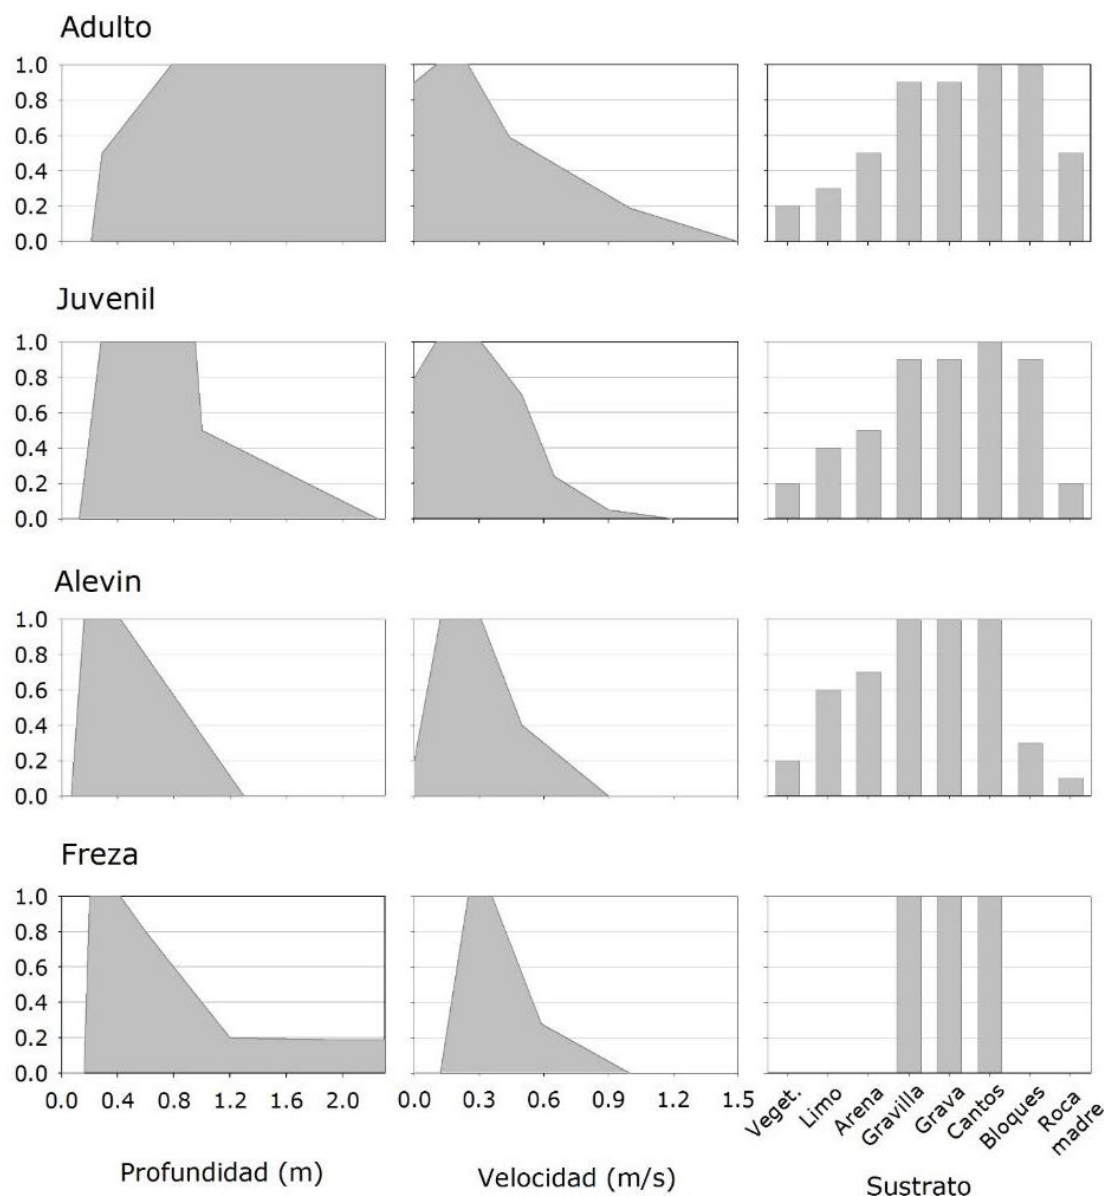 Adulto
1.0
0.8
0.6
0.4
0.2
0.0
Juvenil
1.0
0.8
0.6
0.4
0.2
0.0
Alevin
1.0
0.8
0.6
0.4
0.2
0.0
Freza
1.0
0.8
0.6
0.4
0.2
0.0
0.0 0.4 0.8 1.2 1.6 2.0
0.0 0.3 0.6 0.9 1.2 1.5
Veget.
Limo
Arena
Gravilla
Grava
Cantos
Bloques
Roca
madre
Profundidad (m)
Velocidad (m/s)
Sustrato